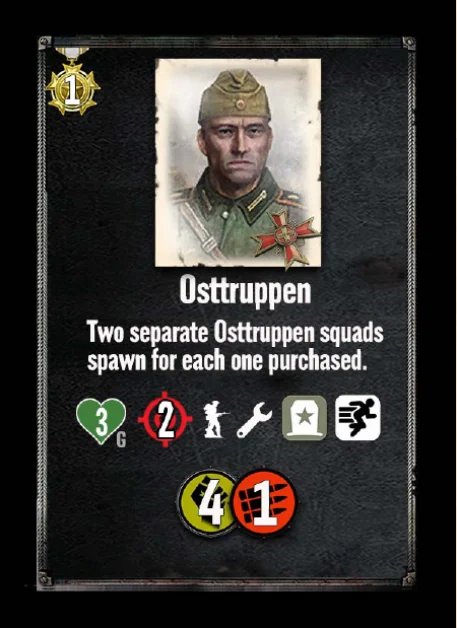 1
Osttruppen
Two separate Osttruppen squads
spawn for each one purchased.
3 G 2
4 1